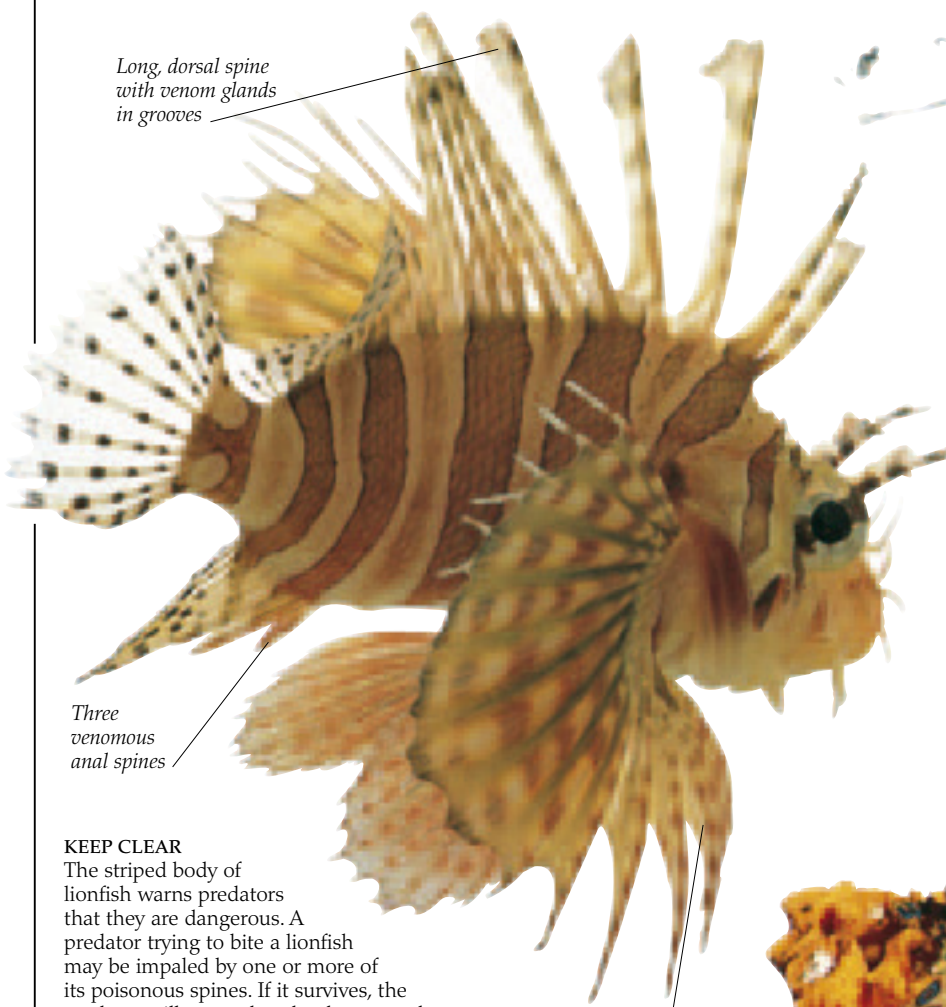 Long, dorsal spine
with venom glands
in grooves
Three
venomous
anal spines
KEEP CLEAR
The striped body of
lionfish warns predators
that they are dangerous. A
predator trying to bite a lionfish
may be impaled by one or more of
its poisonous spines. If it survives, the